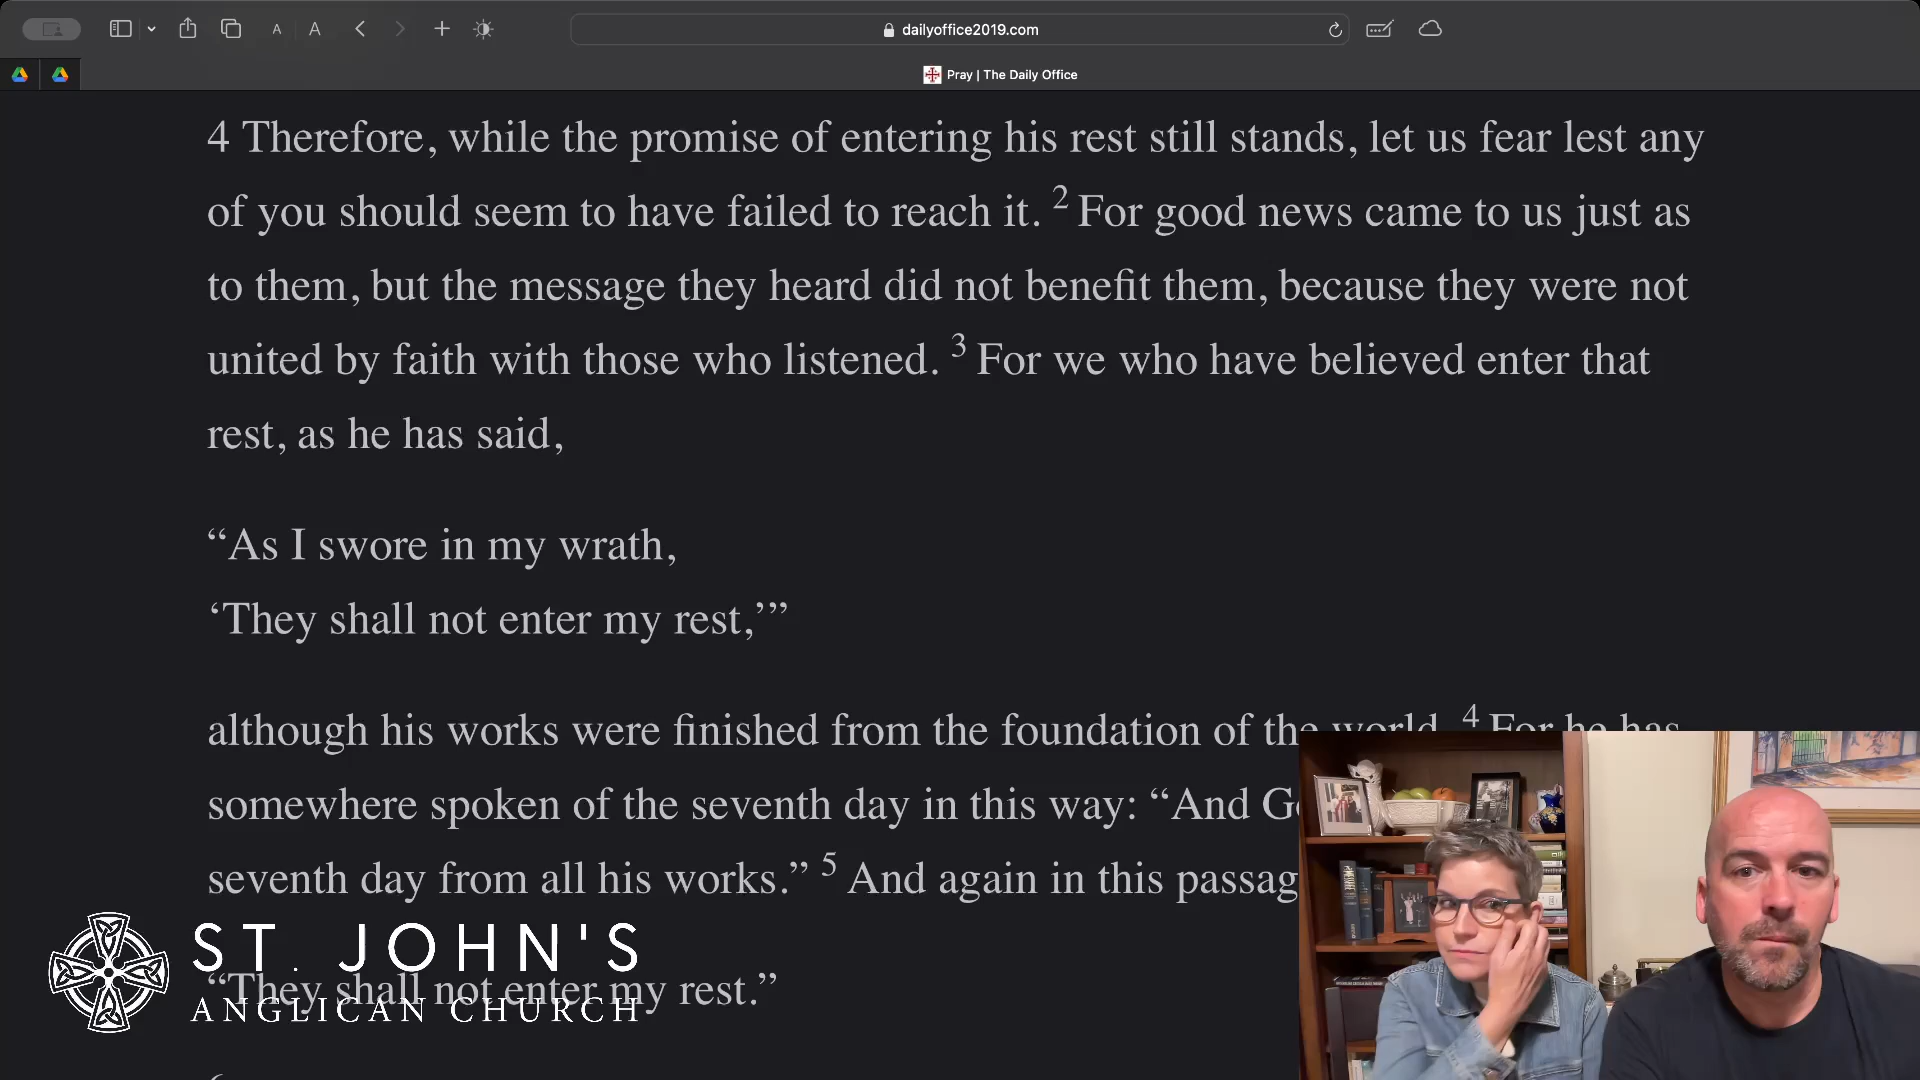 A A
dailyoffice2019.com
Pray | The Daily Office
4 Therefore, while the promise of entering his rest still stands, let us fear lest any
of you should seem to have failed to reach it. 2 For good news came to us just as
to them, but the message they heard did not benefit them, because they were not
united by faith with those who listened. 3 For we who have believed enter that
rest, as he has said,
“As I swore in my wrath,
‘They shall not enter my rest,’”
although his works were finished from the foundation of the world. 4 For he has
somewhere spoken of the seventh day in this way: “And
seventh day from all his works.” 5 And again in this
“They shall not enter my rest.”
ST. JOHN'S
ANGLICAN CHURCH